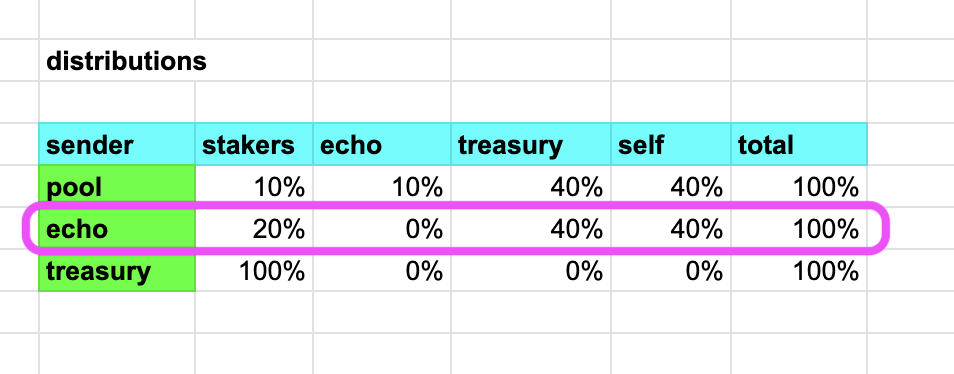 distributions
sender stakers echo treasury self total
pool 10% 10% 40% 40% 100%
echo 20% 0% 40% 40% 100%
treasury 100% 0% 0% 0% 100%